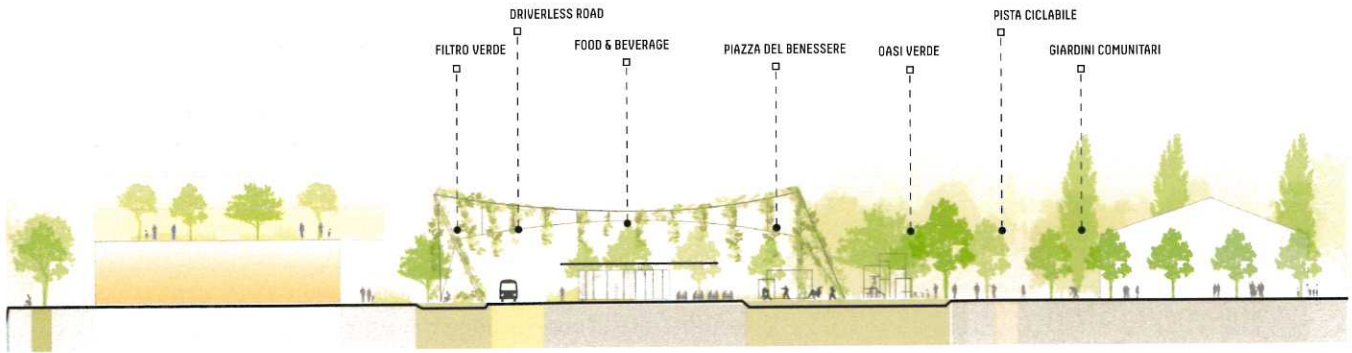 DRIVERLESS ROAD
PISTA CICLABILE
FILTRO VERDE
FOOD & BEVERAGE
PIAZZA DEL BENESSERE
OASI VERDE
GIARDINI COMUNITARI